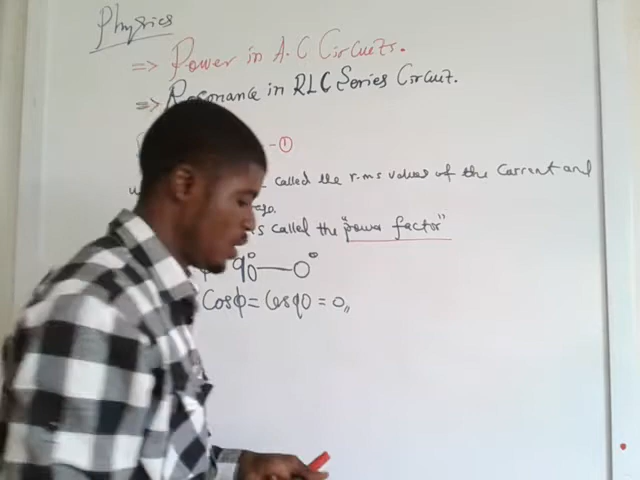 Physics
=> Power in A.C Circuits.
=> Resonance in RLC Series Circuit.
- ①
called the r.m.s values of the current and
s called the "power factor"
90° — 0°
Cosϕ = Cos90 = 0,,